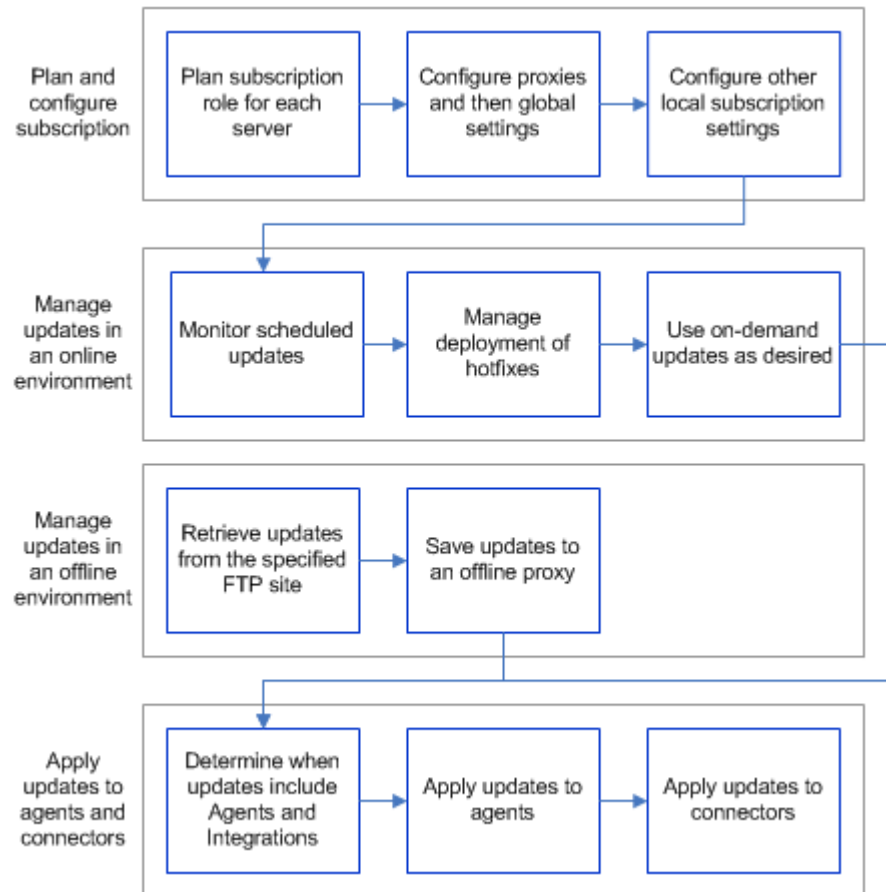 Plan and
configure
subscription
Plan subscription
role for each
server
Configure proxies
and then global
settings
Configure other
local subscription
settings
Manage
updates in
an online
environment
Monitor scheduled
updates
Manage
deployment of
hotfixes
Use on-demand
updates as desired
Manage
updates in
an offline
environment
Retrieve updates
from the specified
FTP site
Save updates to
an offline proxy
Apply
updates to
agents and
connectors
Determine when
updates include
Agents and
Integrations
Apply updates to
agents
Apply updates to
connectors